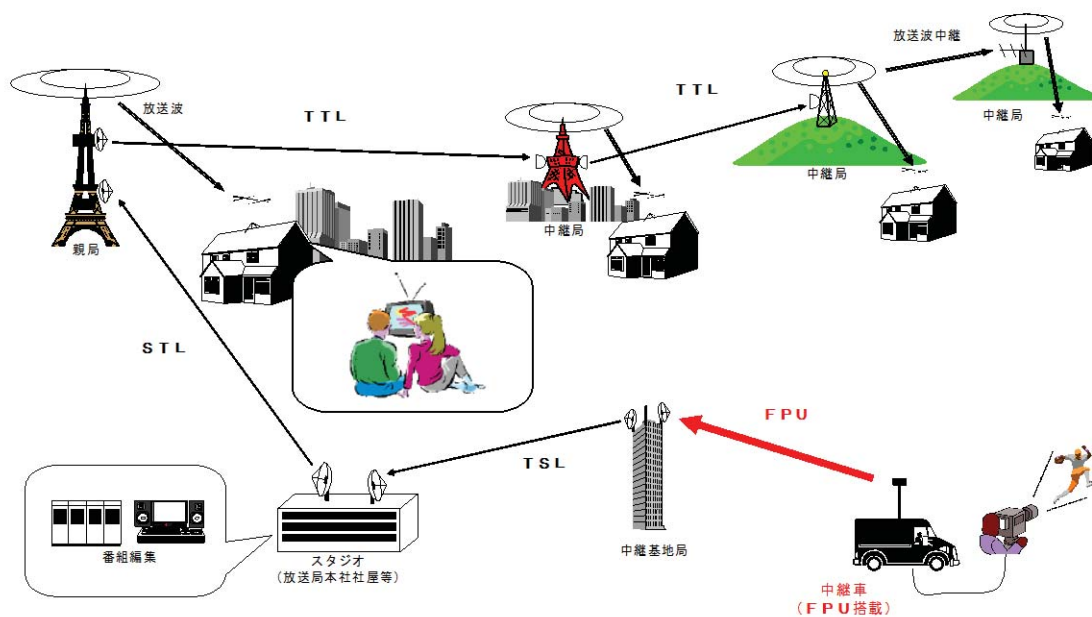 放送波中継
放送波
ＴＴＬ
ＴＴＬ
中継局
中継局
中継局
親局
ＳＴＬ
ＦＰＵ
ＴＳＬ
番組編集
スタジオ
（放送局本社社屋等）
中継基地局
中継車
（ＦＰＵ搭載）